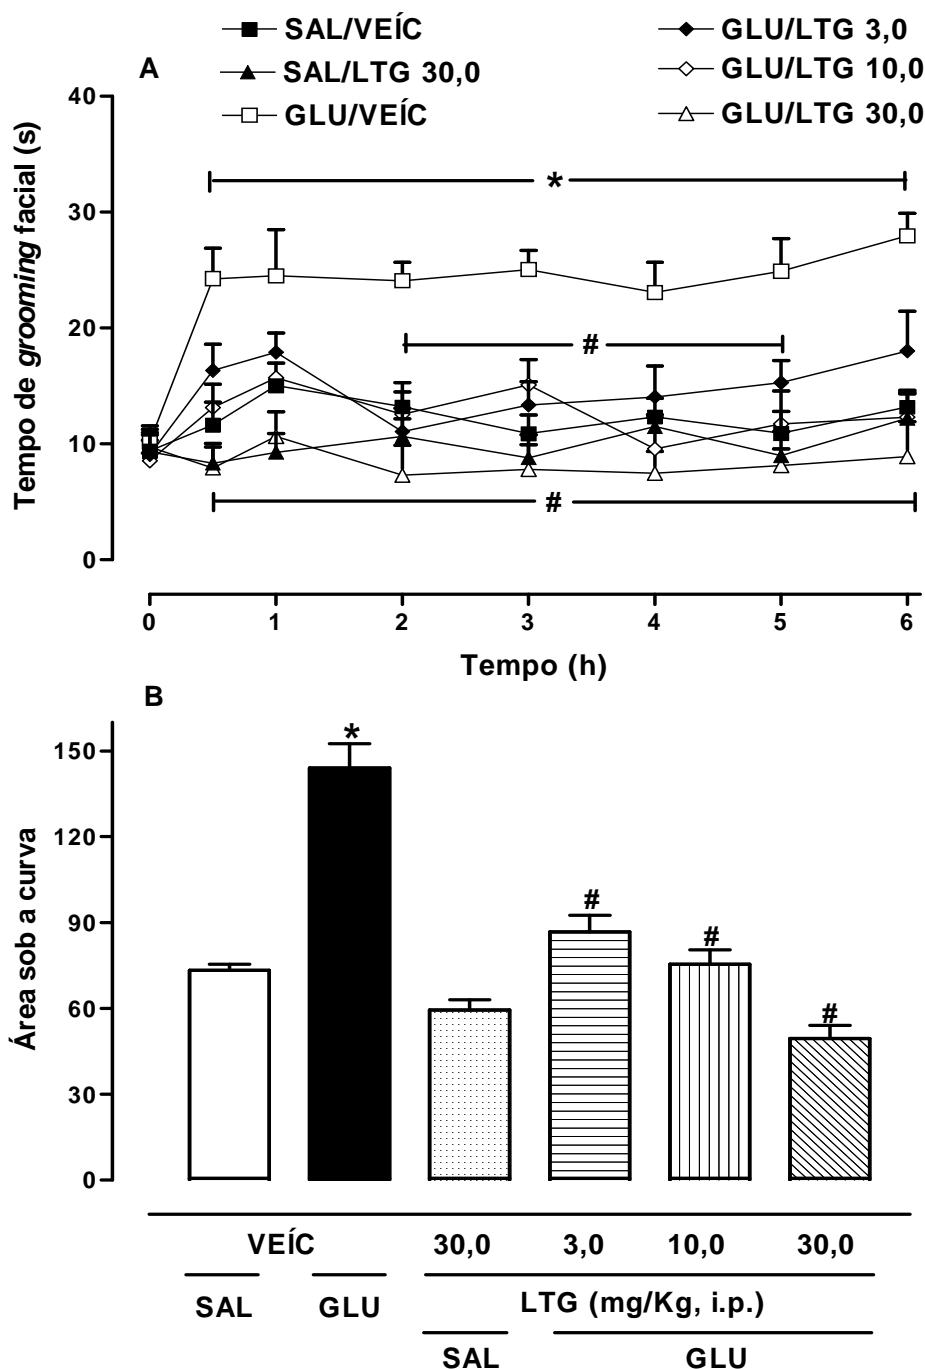 SAL/VEÍC
GLU/LTG 3,0
A
SAL/LTG 30,0
GLU/LTG 10,0
GLU/VEÍC
GLU/LTG 30,0
Tempo de grooming facial (s)
40
30
20
10
0
*
#
#
0 1 2 3 4 5 6
Tempo (h)
B
Área sob a curva
150
120
90
60
30
0
*
#
#
#
VEÍC 30,0 3,0 10,0 30,0
SAL GLU LTG (mg/Kg, i.p.)
SAL GLU